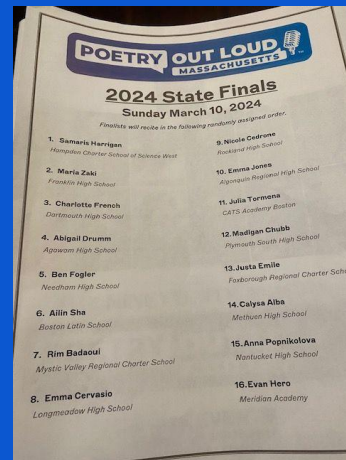 POETRY OUT LOUD
MASSACHUSETTS
2024 State Finals
Sunday March 10, 2024
Finalists will recite in the following randomly assigned order.
1. Samaris Harrigan
Hampden Charter School of Science West
2. Maria Zaki
Franklin High School
3. Charlotte French
Dartmouth High School
4. Abigail Drumm
Agawam High School
5. Ben Fogler
Needham High School
6. Ailin Sha
Boston Latin School
7. Rim Badaoui
Mystic Valley Regional Charter School
8. Emma Cervasio
Longmeadow High School
9. Nicole Cedrone
Rockland High School
10. Emma Jones
Algonquin Regional High School
11. Julia Tormena
CATS Academy Boston
12. Madigan Chubb
Plymouth South High School
13. Justa Emile
Foxborough Regional Charter Scho
14. Calysa Alba
Methuen High School
15. Anna Popnikolova
Nantucket High School
16. Evan Hero
Meridian Academy